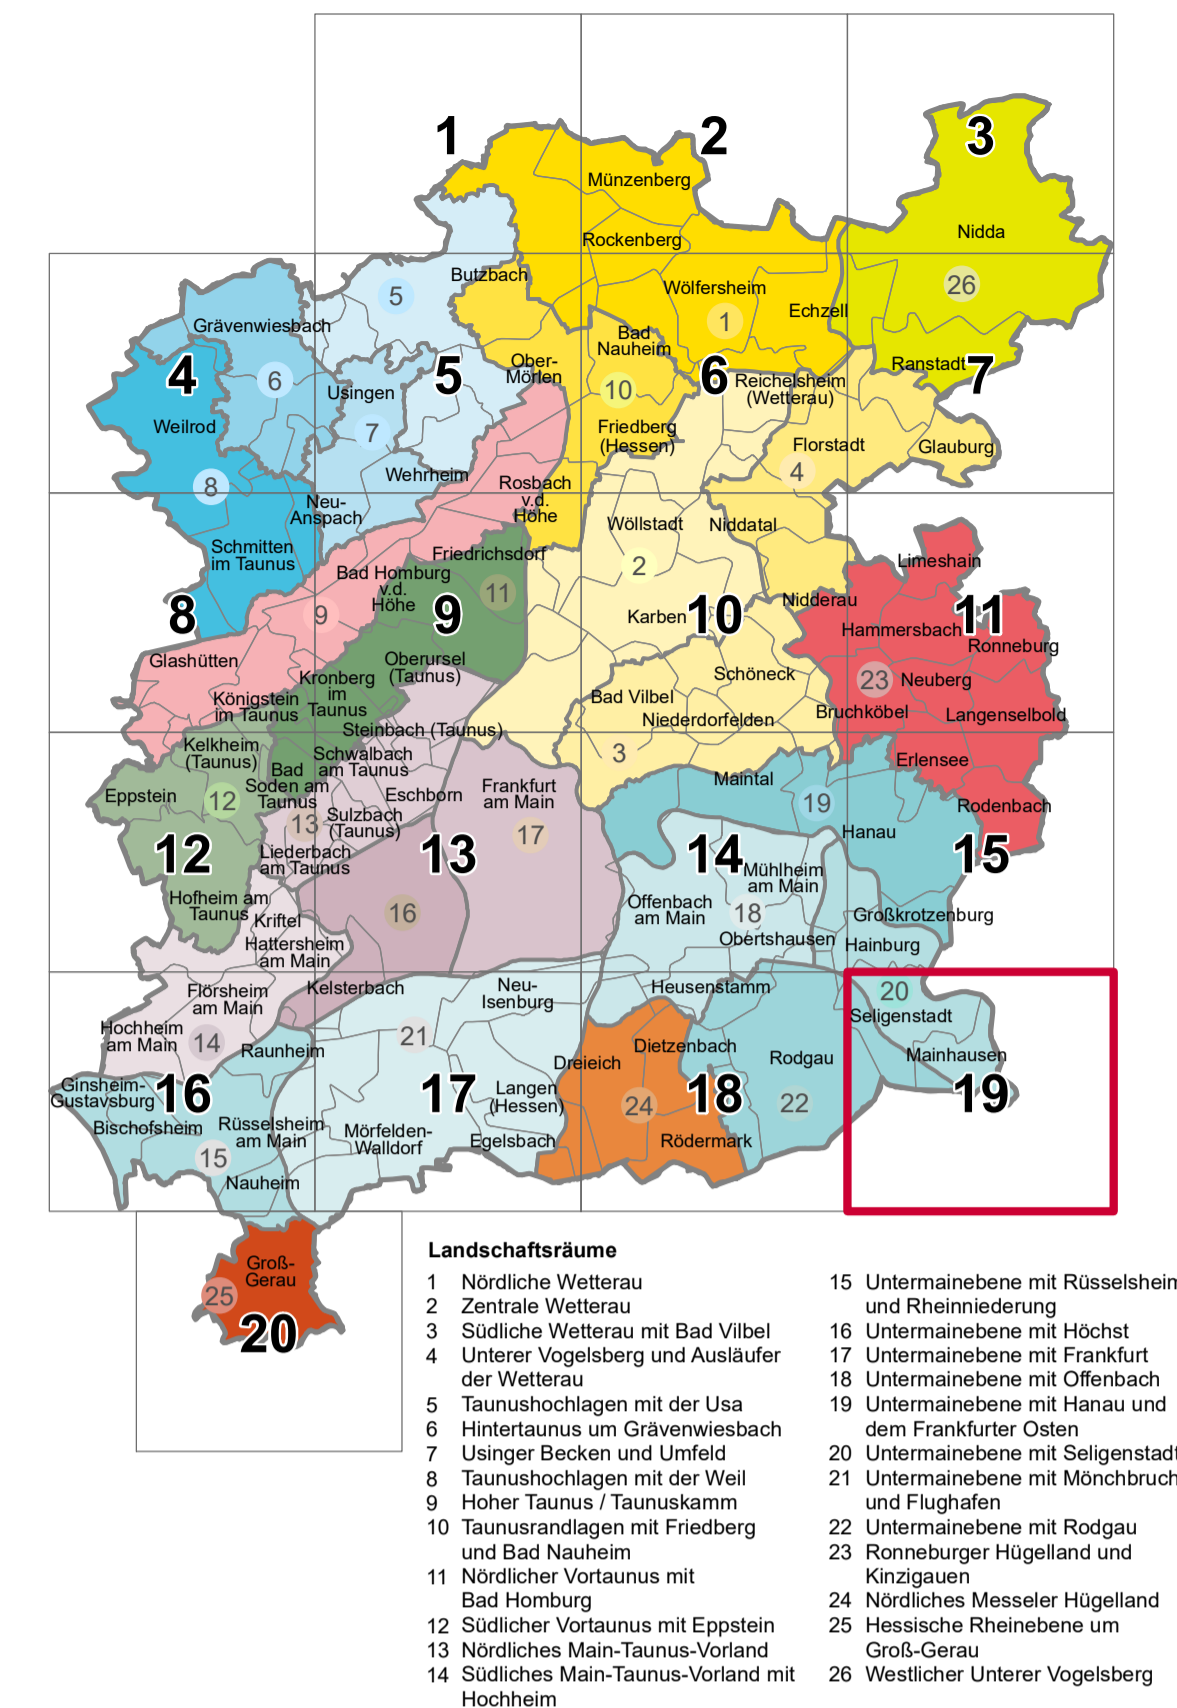 1
2
3
Münzenberg
Nidda
Rockenberg
Butzbach
26
5
Wölfersheim
Echzell
1
Grävenwiesbach
Bad
Nauheim
Ober-
Mörlen
Ranstadt
4
5
6
7
6
Usingen
10
Reichelsheim
(Wetterau)
Weilrod
7
Friedberg
(Hessen)
Florstadt
Glauburg
4
Wehrheim
8
Rosbach
v.d.
Höhe
Neu-
Anspach
Wöllstadt
Niddatal
Schmitten
im Taunus
Friedrichsdorf
Limeshain
Bad Homburg
v.d.
Höhe
2
11
8
9
10
11
9
Nidderau
Karben
Hammersbach
Ronneburg
Glashütten
Oberursel
(Taunus)
Schöneck
23
Neuberg
Kronberg
im
Taunus
Königstein
im Taunus
Bad Vilbel
Niederdorfelden
Bruchköbel
Langenselbold
Steinbach (Taunus)
Kelkheim
(Taunus)
Schwalbach
am Taunus
3
Erlensee
Bad
Soden am
Taunus
Frankfurt
am Main
Maintal
Eppstein
12
Eschborn
19
Rodenbach
13
Sulzbach
(Taunus)
17
Hanau
12
13
14
15
Liederbach
am Taunus
Mühlheim
am Main
Hofheim am
Taunus
Kriftel
16
Offenbach
am Main
18
Großkrotzenburg
Hattersheim
am Main
Obertshausen
Hainburg
Flörsheim
am Main
Kelsterbach
Neu-
Isenburg
Heusenstamm
20
Seligenstadt
Hochheim
am Main
14
21
Raunheim
Dietzenbach
Dreieich
Rodgau
Mainhausen
Ginsheim-
Gustavsburg
16
17
18
19
Langen
(Hessen)
24
22
Bischofsheim
Rüsselsheim
am Main
Mörfelden-
Walldorf
Egelsbach
Rödermark
15
Nauheim
Groß-
Gerau
25
20
Landschaftsräume
1 Nördliche Wetterau
2 Zentrale Wetterau
3 Südliche Wetterau mit Bad Vilbel
4 Unterer Vogelsberg und Ausläufer
der Wetterau
5 Taunushochlagen mit der Usa
6 Hintertaunus um Grävenwiesbach
7 Usinger Becken und Umfeld
8 Taunushochlagen mit der Weil
9 Hoher Taunus / Taunuskamm
10 Taunusrandlagen mit Friedberg
und Bad Nauheim
11 Nördlicher Vortaunus mit
Bad Homburg
12 Südlicher Vortaunus mit Eppstein
13 Nördliches Main-Taunus-Vorland
14 Südliches Main-Taunus-Vorland mit
Hochheim
15 Untermainebene mit Rüsselsheim
und Rheinniederung
16 Untermainebene mit Höchst
17 Untermainebene mit Frankfurt
18 Untermainebene mit Offenbach
19 Untermainebene mit Hanau und
dem Frankfurter Osten
20 Untermainebene mit Seligenstadt
21 Untermainebene mit Mönchbruch
und Flughafen
22 Untermainebene mit Rodgau
23 Ronneburger Hügelland und
Kinzigauen
24 Nördliches Messeler Hügelland
25 Hessische Rheinebene um
Groß-Gerau
26 Westlicher Unterer Vogelsberg